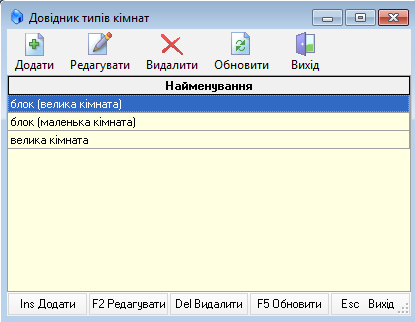 Довідник типів кімнат
Додати Редагувати Видалити Обновити Вихід
Найменування
блок (велика кімната)
блок (маленька кімната)
велика кімната
Ins Додати F2 Редагувати Del Видалити F5 Обновити Esc Вихід